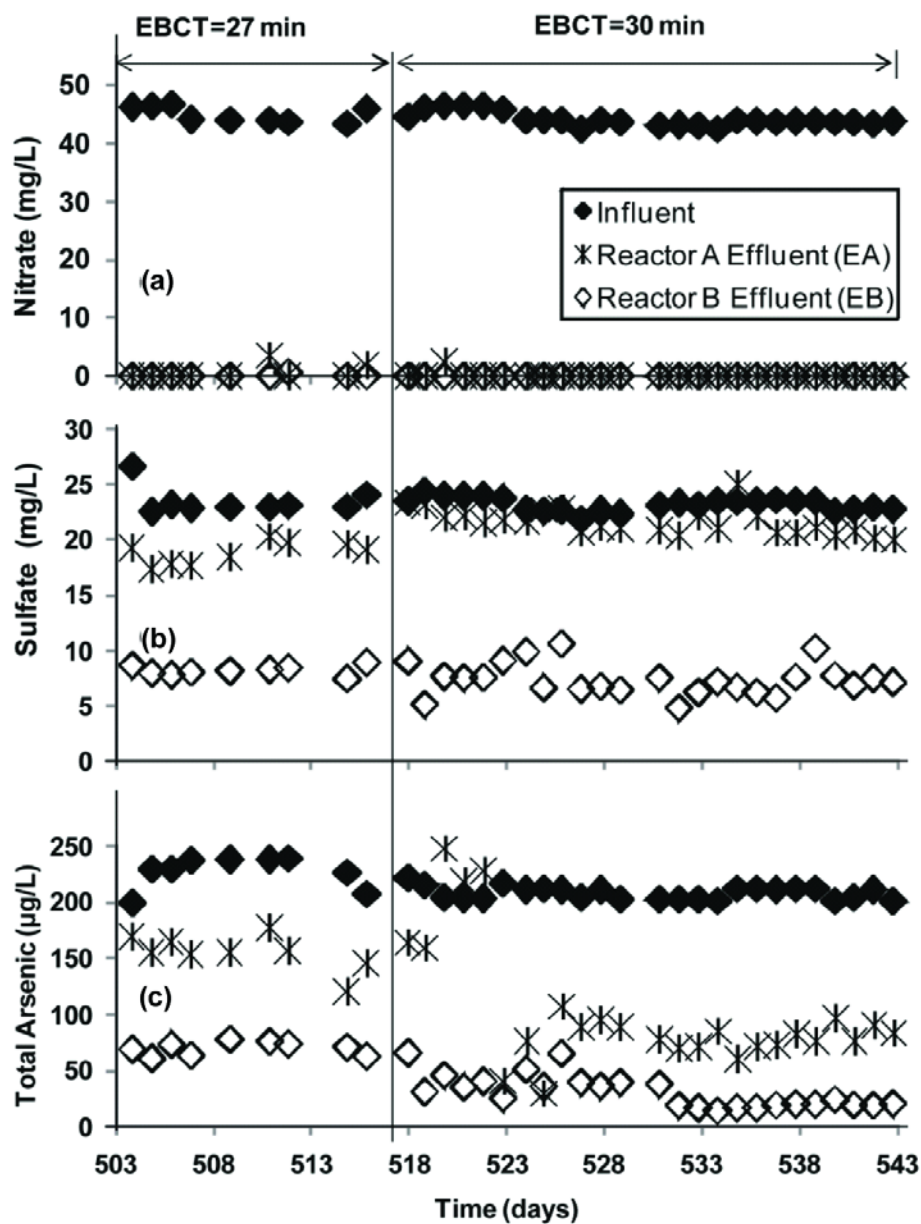 EBCT=27 min
EBCT=30 min
Nitrate (mg/L)
50
40
30
20
10
0
(a)
Influent
Reactor A Effluent (EA)
Reactor B Effluent (EB)
Sulfate (mg/L)
30
25
20
15
10
5
0
(b)
Total Arsenic (µg/L)
250
200
150
100
50
0
(c)
503 508 513 518 523 528 533 538 543
Time (days)